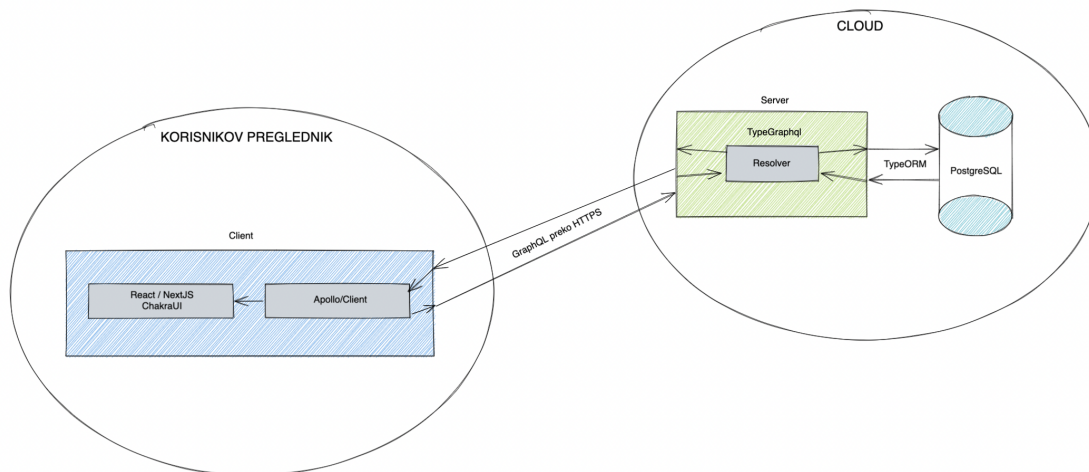 CLOUD
Server
TypeGraphql
Resolver
TypeORM
PostgreSQL
KORISNIKOV PREGLEDNIK
GraphQL preko HTTPS
Client
React / NextJS
ChakraUI
Apollo/Client